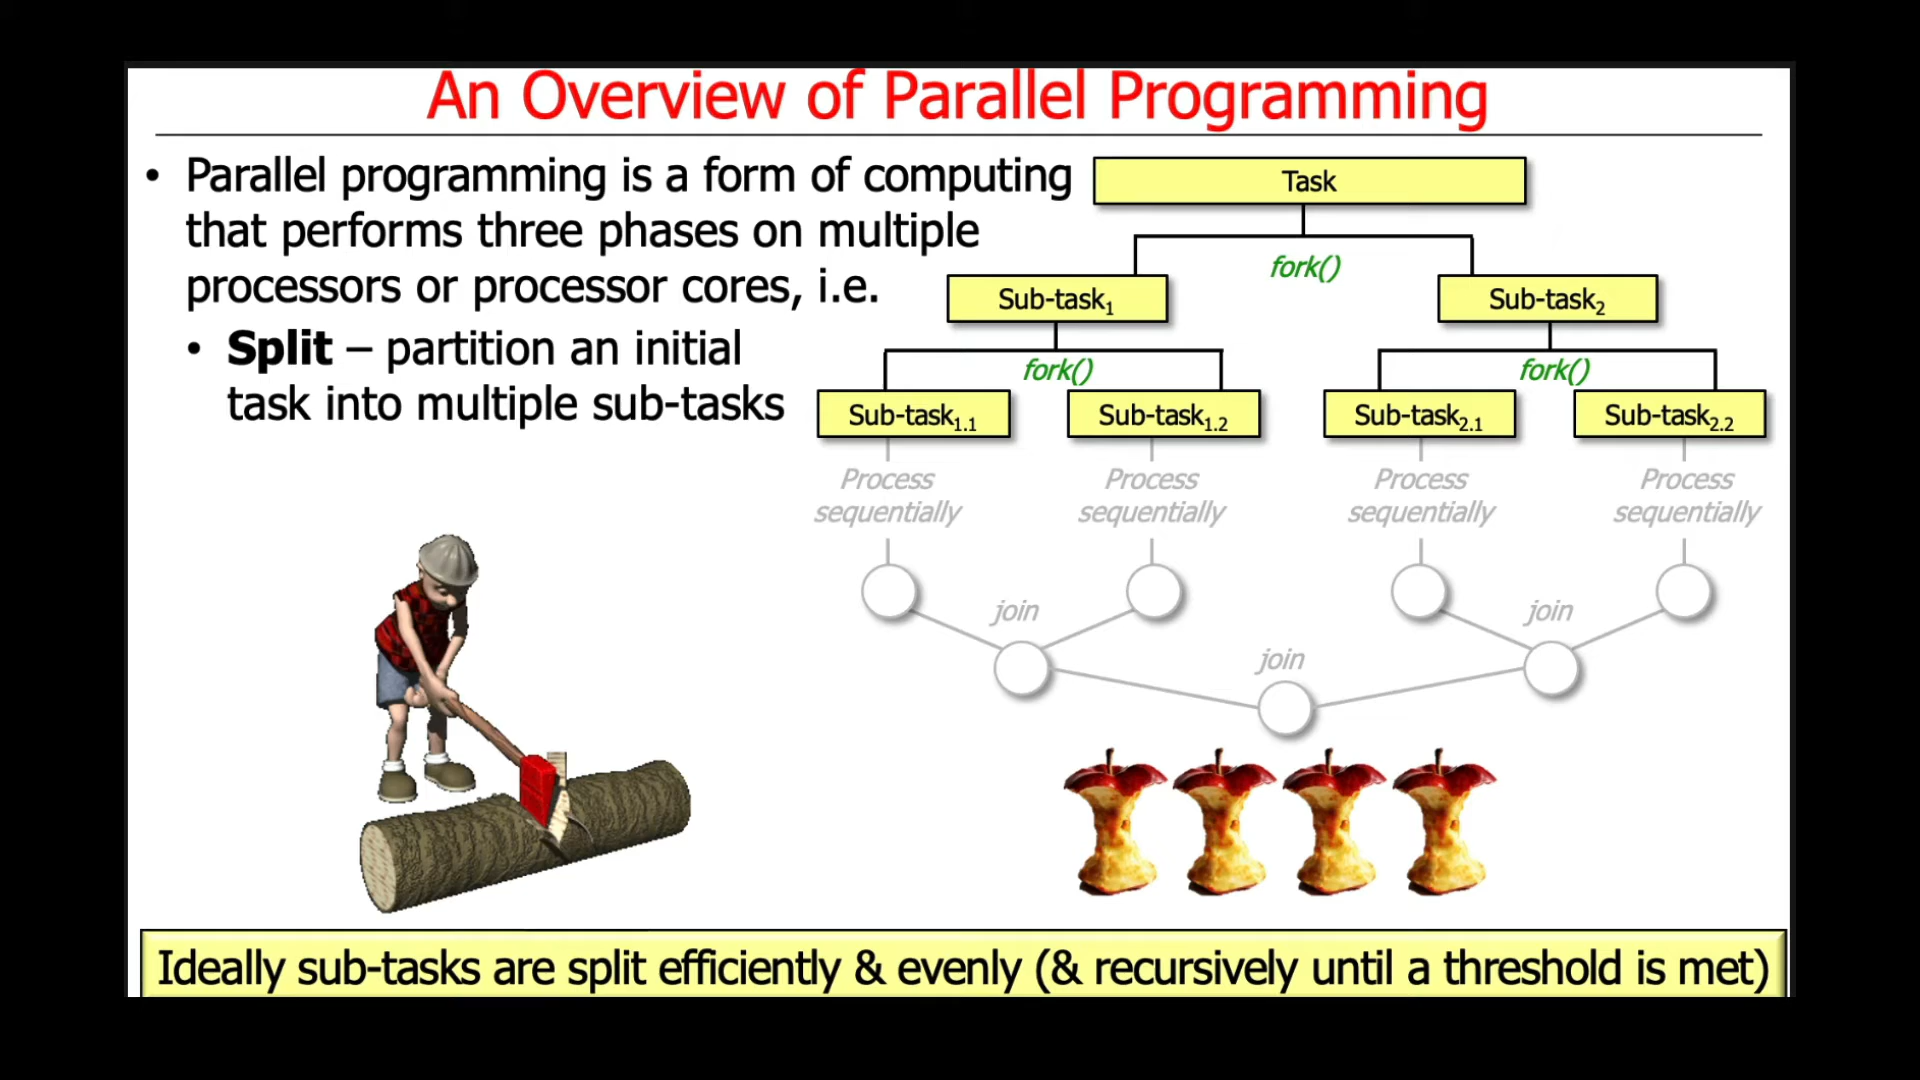 An Overview of Parallel Programming
• Parallel programming is a form of computing
that performs three phases on multiple
processors or processor cores, i.e.
• Split – partition an initial
task into multiple sub-tasks
Task
fork()
Sub-task1
Sub-task2
fork()
fork()
Sub-task1.1
Sub-task1.2
Sub-task2.1
Sub-task2.2
Process
sequentially
Process
sequentially
Process
sequentially
Process
sequentially
join
join
join
Ideally sub-tasks are split efficiently & evenly (& recursively until a threshold is met)